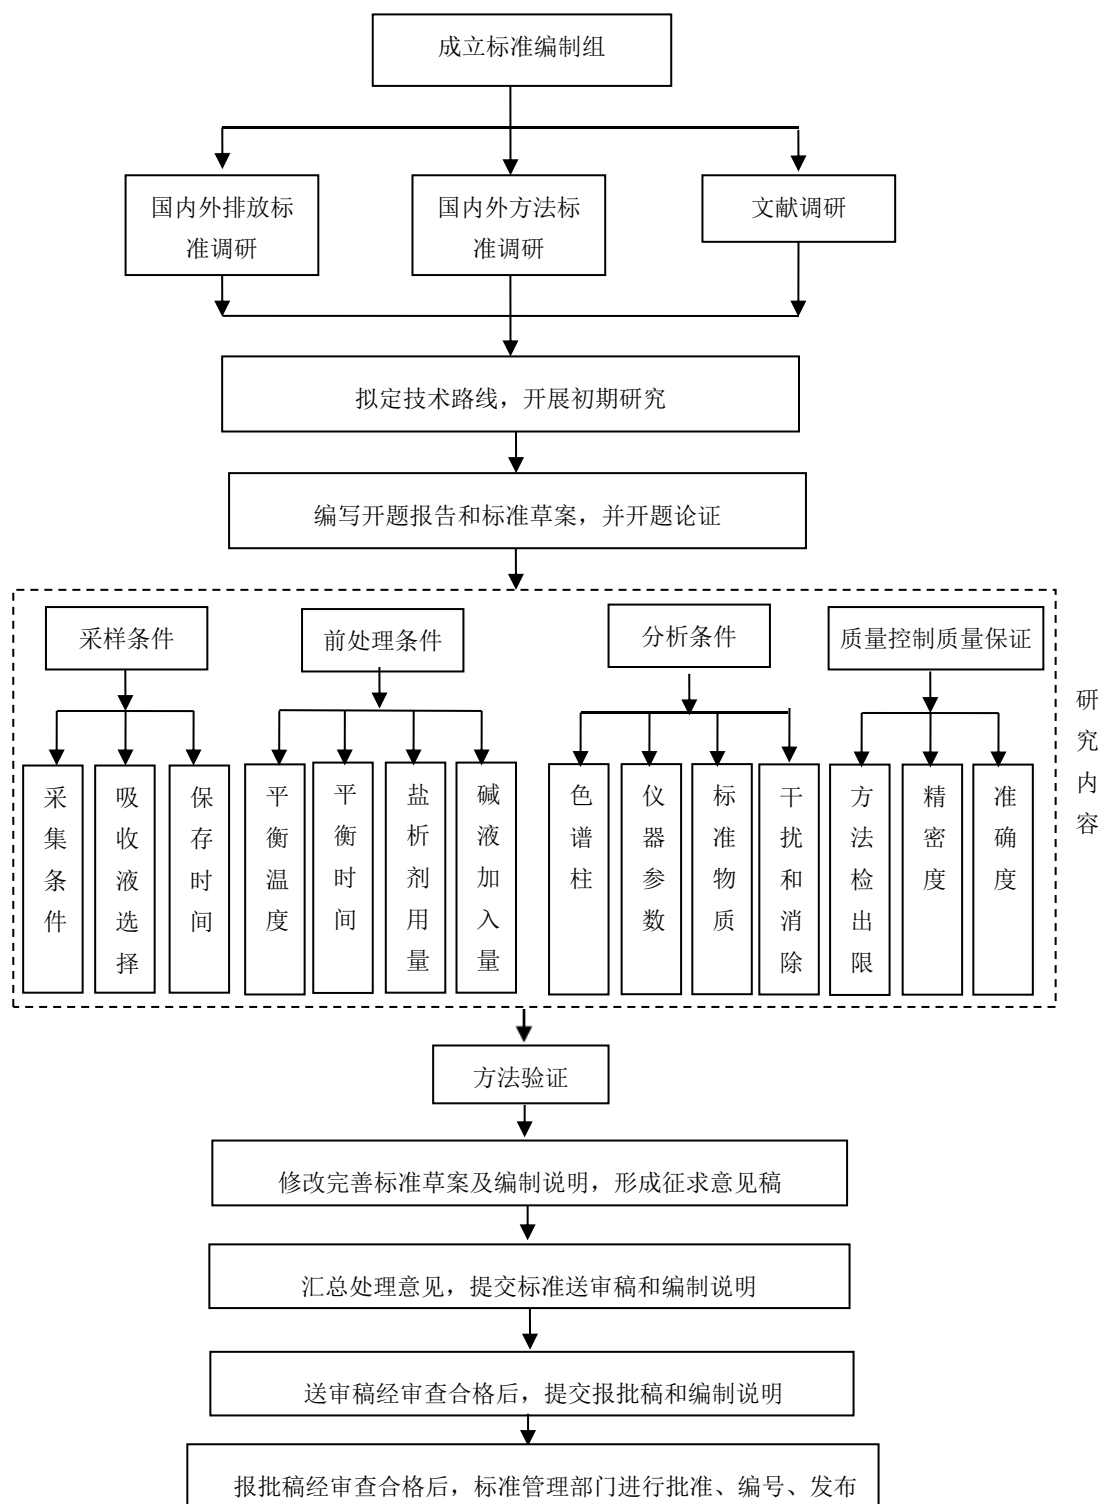 成立标准编制组
国内外排放标
准调研
国内外方法标
准调研
文献调研
拟定技术路线，开展初期研究
编写开题报告和标准草案，并开题论证
采样条件
前处理条件
分析条件
质量控制质量保证
研究内容
采集条件
吸收液选择
保存时间
平衡温度
平衡时间
盐析剂用量
碱液加入量
色谱柱
仪器参数
标准物质
干扰和消除
方法检出限
精密度
准确度
方法验证
修改完善标准草案及编制说明，形成征求意见稿
汇总处理意见，提交标准送审稿和编制说明
送审稿经审查合格后，提交报批稿和编制说明
报批稿经审查合格后，标准管理部门进行批准、编号、发布